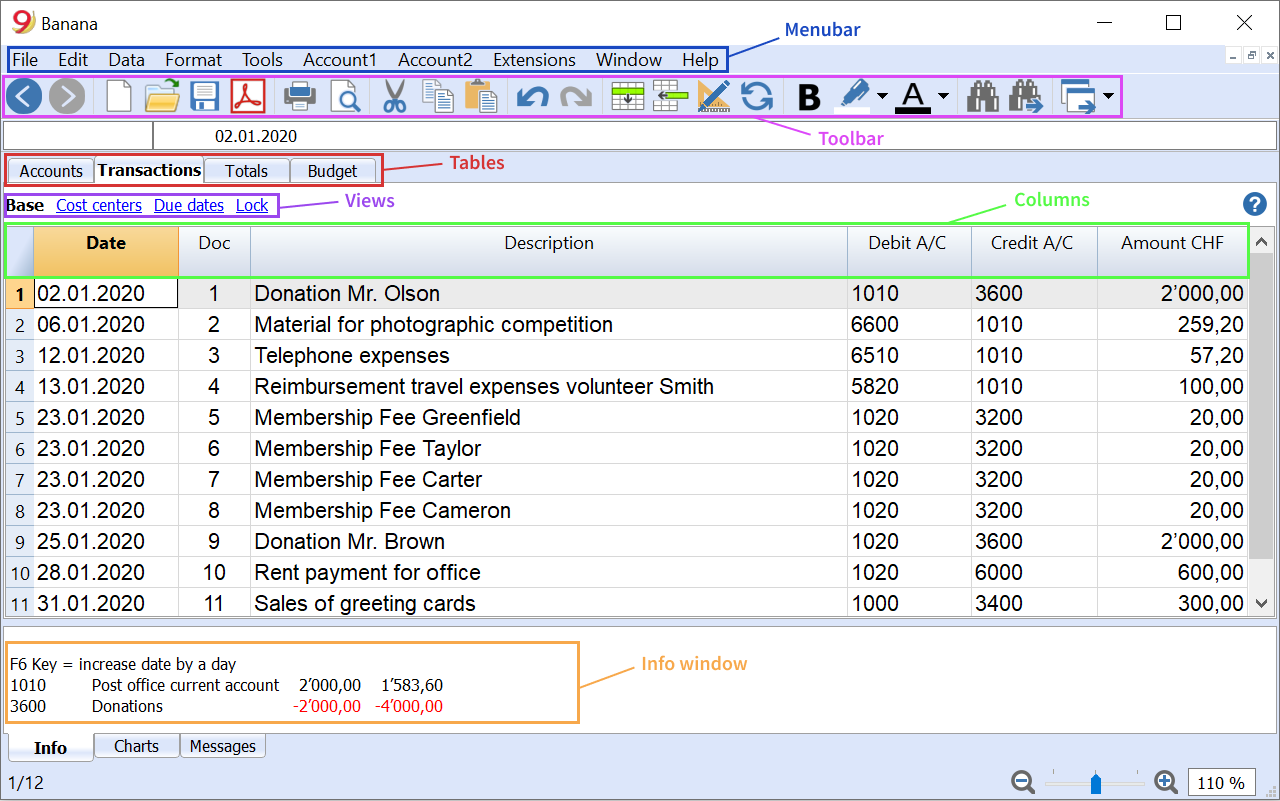 Banana
Menubar
File Edit Data Format Tools Account1 Account2 Extensions Window Help
B A
Toolbar
02.01.2020
Tables
Accounts Transactions Totals Budget
Base Cost centers Due dates Lock
Views
Columns
?
Date Doc Description Debit A/C Credit A/C Amount CHF
1 02.01.2020 1 Donation Mr. Olson 1010 3600 2’000,00
2 06.01.2020 2 Material for photographic competition 6600 1010 259,20
3 12.01.2020 3 Telephone expenses 6510 1010 57,20
4 13.01.2020 4 Reimbursement travel expenses volunteer Smith 5820 1010 100,00
5 23.01.2020 5 Membership Fee Greenfield 1020 3200 20,00
6 23.01.2020 6 Membership Fee Taylor 1020 3200 20,00
7 23.01.2020 7 Membership Fee Carter 1020 3200 20,00
8 23.01.2020 8 Membership Fee Cameron 1020 3200 20,00
9 25.01.2020 9 Donation Mr. Brown 1020 3600 2’000,00
10 28.01.2020 10 Rent payment for office 1020 6000 600,00
11 31.01.2020 11 Sales of greeting cards 1000 3400 300,00
F6 Key = increase date by a day
1010 Post office current account 2’000,00 1’583,60
3600 Donations -2’000,00 -4’000,00
Info window
Info Charts Messages
1/12
110 %